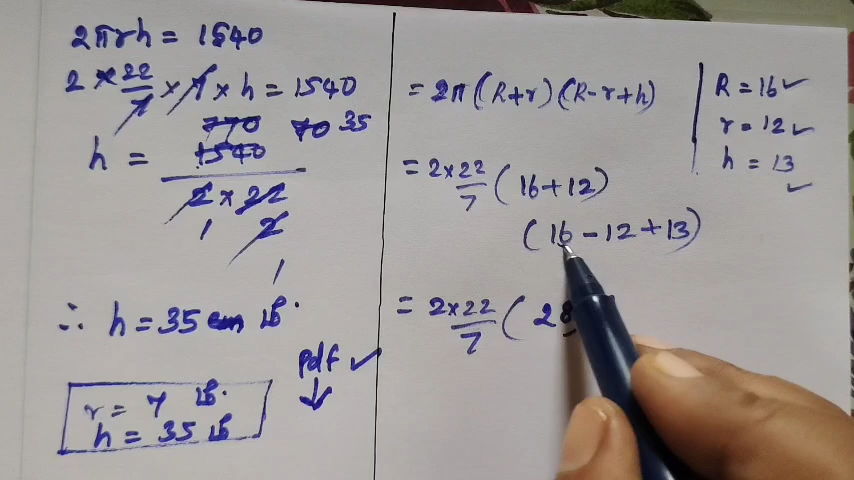 2πrh = 1540
2 × 22/7 × 7 × h = 1540
770 70 35
h = 1540
2 × 22
1 2
1
∴ h = 35 cm மீ.
pdf ✓
↓
r = 7 மீ.
h = 35 மீ
= 2π (R+r) (R-r+h)
= 2×22/7 (16+12)
(16-12+13)
= 2×22/7 (28
R = 16 ✓
r = 12 ✓
h = 13 ✓